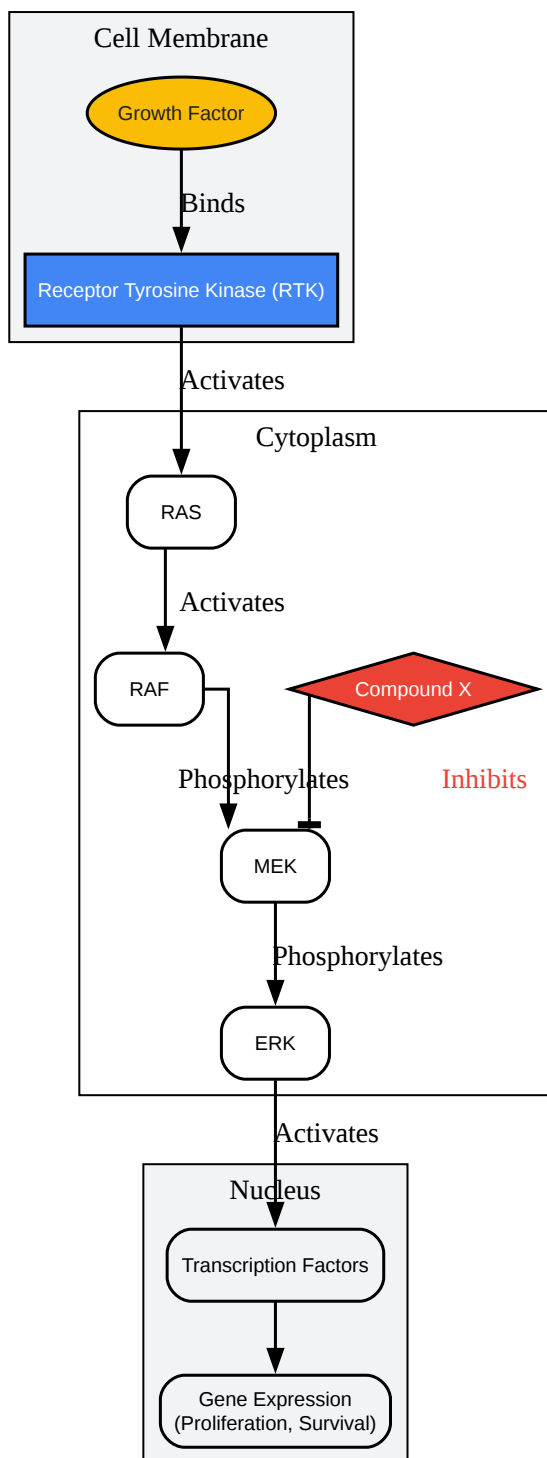 Cell Membrane
Growth Factor
Binds
Receptor Tyrosine Kinase (RTK)
Activates
Cytoplasm
RAS
Activates
RAF
Compound X
Phosphorylates
Inhibits
MEK
Phosphorylates
ERK
Activates
Nucleus
Transcription Factors
Gene Expression
(Proliferation, Survival)